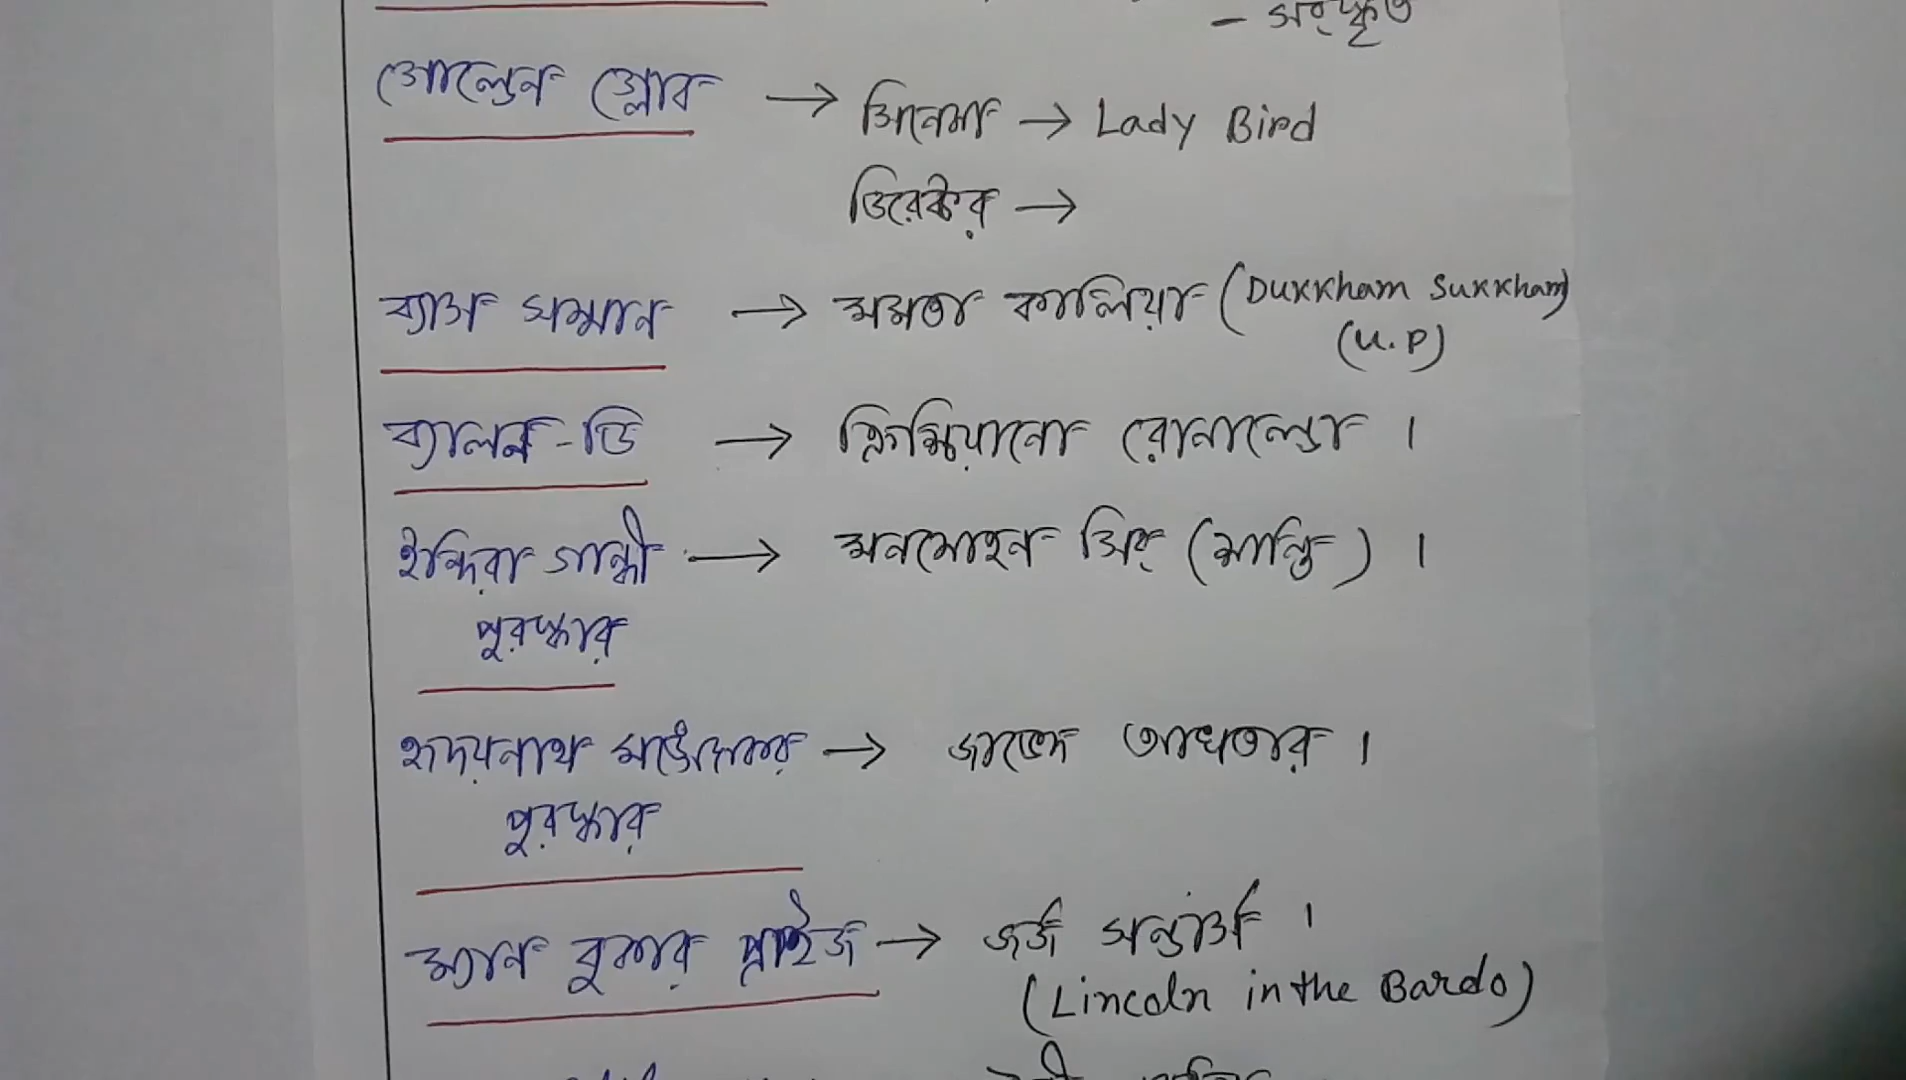 - সংস্কৃত
গোল্ডেন গ্লোব → সিনেমা → Lady Bird
ডিরেক্টর →
ব্যাস সম্মান → মমতা কালিয়া (Dukkham Sukkham)
(U.P)
ব্যালন-ডি → ক্রিশ্চিয়ানো রোনাল্ডো ।
ইন্দিরা গান্ধী → মনমোহন সিং (শান্তি) ।
পুরস্কার
হৃদয়নাথ মঙ্গেশকর → জাভেদ আখতার ।
পুরস্কার
ম্যান বুকার প্রাইজ → জর্জ সন্ডার্স ।
(Lincoln in the Bardo)